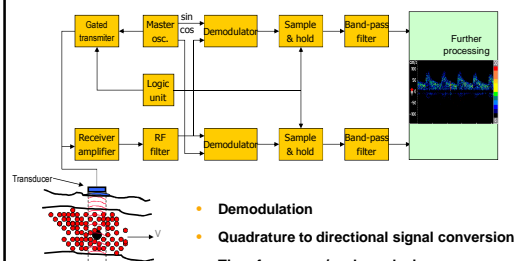 Gated
transmiter
Master
osc.
sin
cos
Demodulator
Sample
& hold
Band-pass
filter
Further
processing
Logic
unit
Receiver
amplifier
RF
filter
Demodulator
Sample
& hold
Band-pass
filter
Transducer
V
• Demodulation
• Quadrature to directional signal conversion